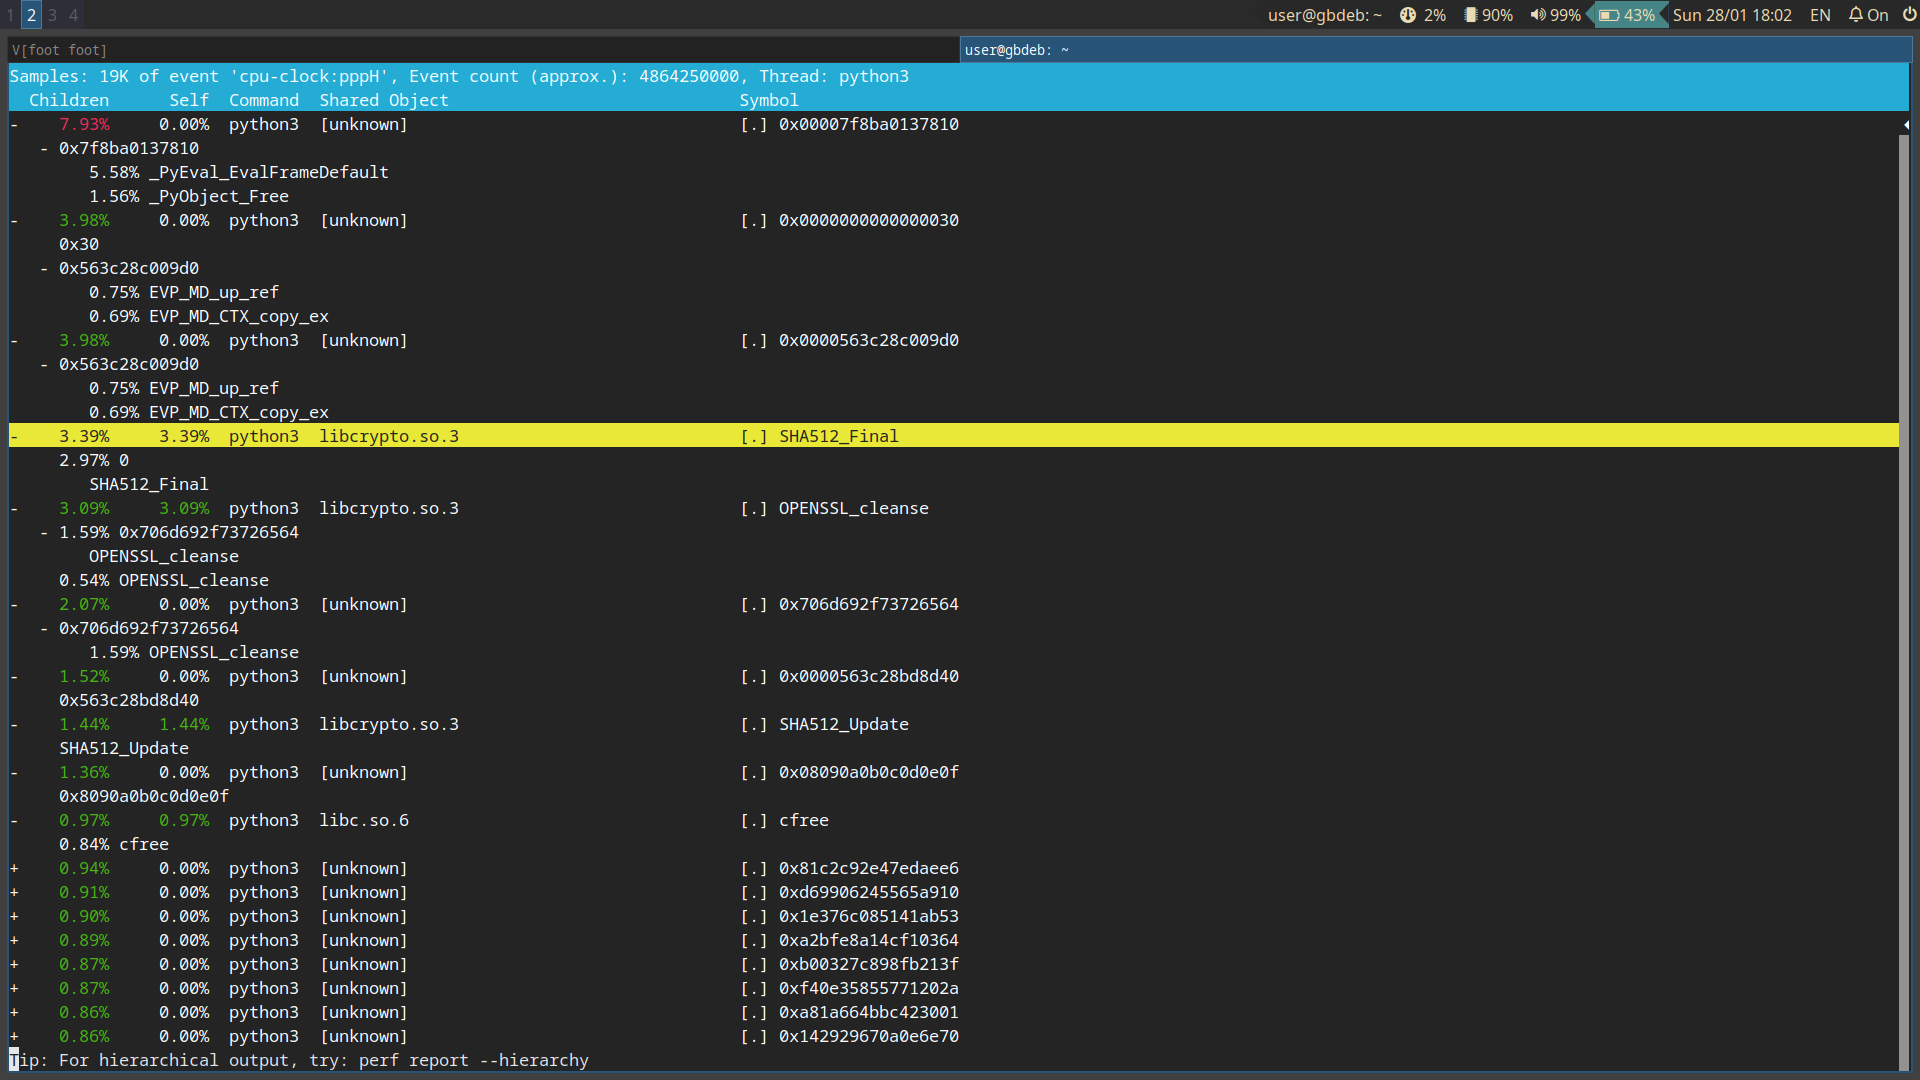 1 2 3 4 user@gbdeb: ~ 2% 90% 99% 43% Sun 28/01 18:02 EN On
V[foot foot] user@gbdeb: ~
Samples: 19K of event 'cpu-clock:pppH', Event count (approx.): 4864250000, Thread: python3
Children Self Command Shared Object Symbol
- 7.93% 0.00% python3 [unknown] [.] 0x00007f8ba0137810
- 0x7f8ba0137810
5.58% _PyEval_EvalFrameDefault
1.56% _PyObject_Free
- 3.98% 0.00% python3 [unknown] [.] 0x0000000000000030
0x30
- 0x563c28c009d0
0.75% EVP_MD_up_ref
0.69% EVP_MD_CTX_copy_ex
- 3.98% 0.00% python3 [unknown] [.] 0x0000563c28c009d0
- 0x563c28c009d0
0.75% EVP_MD_up_ref
0.69% EVP_MD_CTX_copy_ex
- 3.39% 3.39% python3 libcrypto.so.3 [.] SHA512_Final
2.97% 0
SHA512_Final
- 3.09% 3.09% python3 libcrypto.so.3 [.] OPENSSL_cleanse
- 1.59% 0x706d692f73726564
OPENSSL_cleanse
0.54% OPENSSL_cleanse
- 2.07% 0.00% python3 [unknown] [.] 0x706d692f73726564
- 0x706d692f73726564
1.59% OPENSSL_cleanse
- 1.52% 0.00% python3 [unknown] [.] 0x0000563c28bd8d40
0x563c28bd8d40
- 1.44% 1.44% python3 libcrypto.so.3 [.] SHA512_Update
SHA512_Update
- 1.36% 0.00% python3 [unknown] [.] 0x08090a0b0c0d0e0f
0x8090a0b0c0d0e0f
- 0.97% 0.97% python3 libc.so.6 [.] cfree
0.84% cfree
+ 0.94% 0.00% python3 [unknown] [.] 0x81c2c92e47edaee6
+ 0.91% 0.00% python3 [unknown] [.] 0xd69906245565a910
+ 0.90% 0.00% python3 [unknown] [.] 0x1e376c085141ab53
+ 0.89% 0.00% python3 [unknown] [.] 0xa2bfe8a14cf10364
+ 0.87% 0.00% python3 [unknown] [.] 0xb00327c898fb213f
+ 0.87% 0.00% python3 [unknown] [.] 0xf40e35855771202a
+ 0.86% 0.00% python3 [unknown] [.] 0xa81a664bbc423001
+ 0.86% 0.00% python3 [unknown] [.] 0x142929670a0e6e70
Tip: For hierarchical output, try: perf report --hierarchy